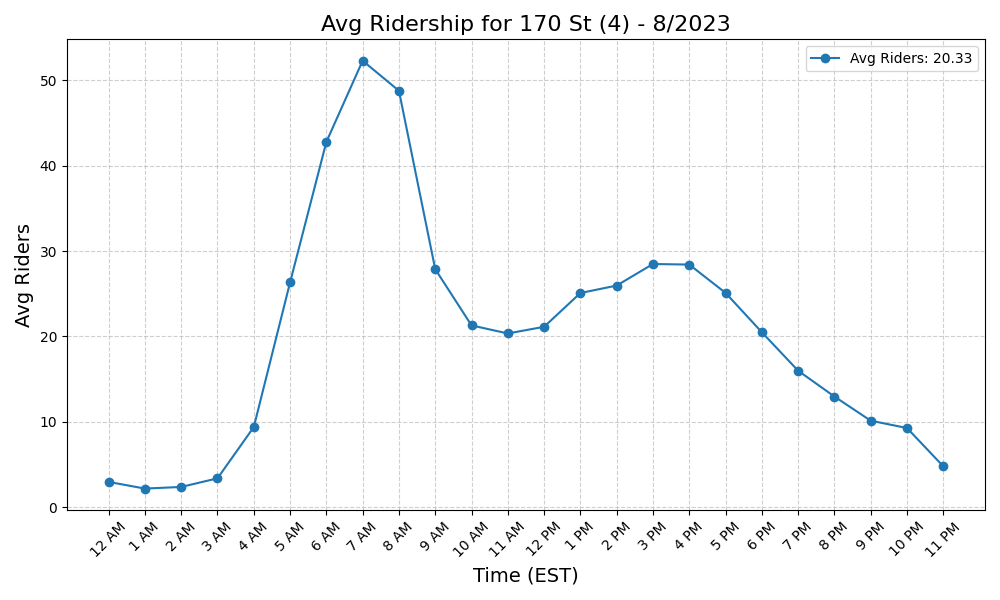 Avg Ridership for 170 St (4) - 8/2023
Avg Riders: 20.33
Avg Riders
50
40
30
20
10
0
12 AM
1 AM
2 AM
3 AM
4 AM
5 AM
6 AM
7 AM
8 AM
9 AM
10 AM
11 AM
12 PM
1 PM
2 PM
3 PM
4 PM
5 PM
6 PM
7 PM
8 PM
9 PM
10 PM
11 PM
Time (EST)